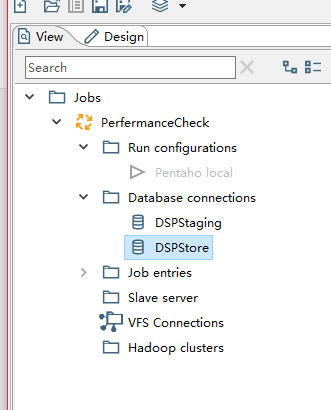 View
Design
Search
Jobs
PerfermanceCheck
Run configurations
Pentaho local
Database connections
DSPStaging
DSPStore
Job entries
Slave server
VFS Connections
Hadoop clusters